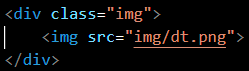 <div class="img">
<img src="img/dt.png">
</div>